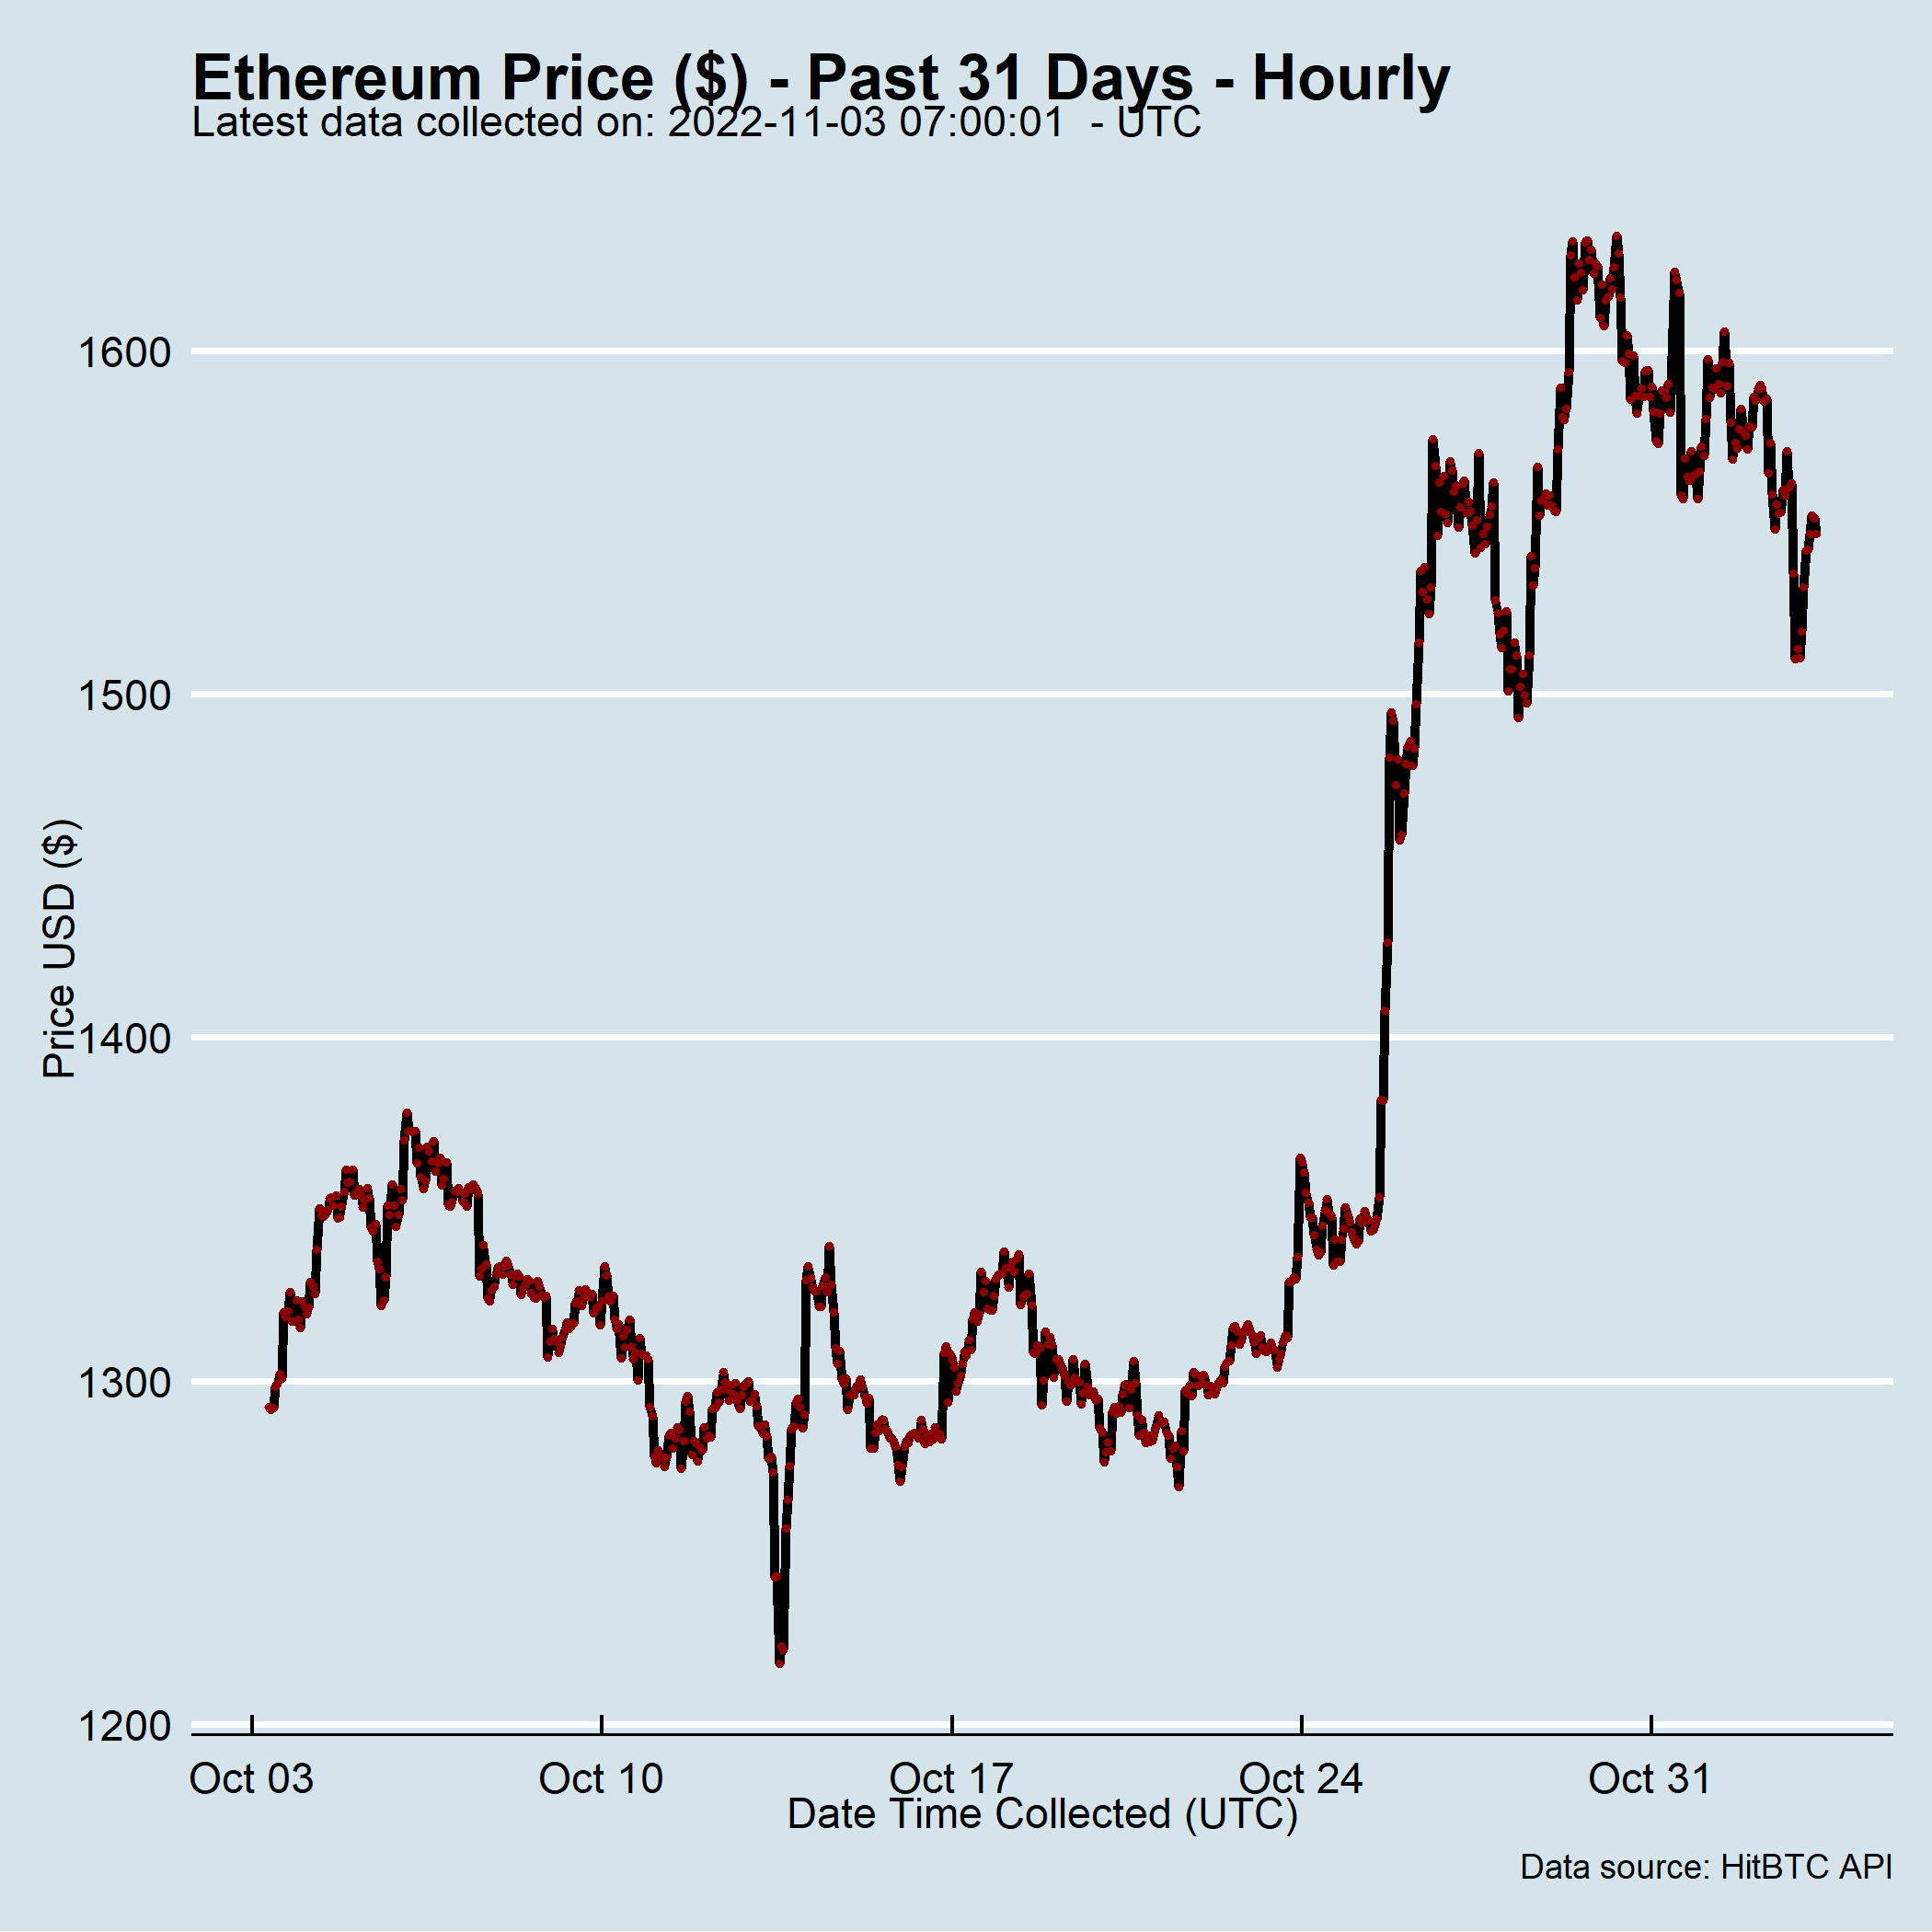 Ethereum Price ($) - Past 31 Days - Hourly
Latest data collected on: 2022-11-03 07:00:01  - UTC
1600
1500
Price USD ($)
1400
1300
1200
Oct 03
Oct 10
Oct 17
Oct 24
Oct 31
Date Time Collected (UTC)
Data source: HitBTC API